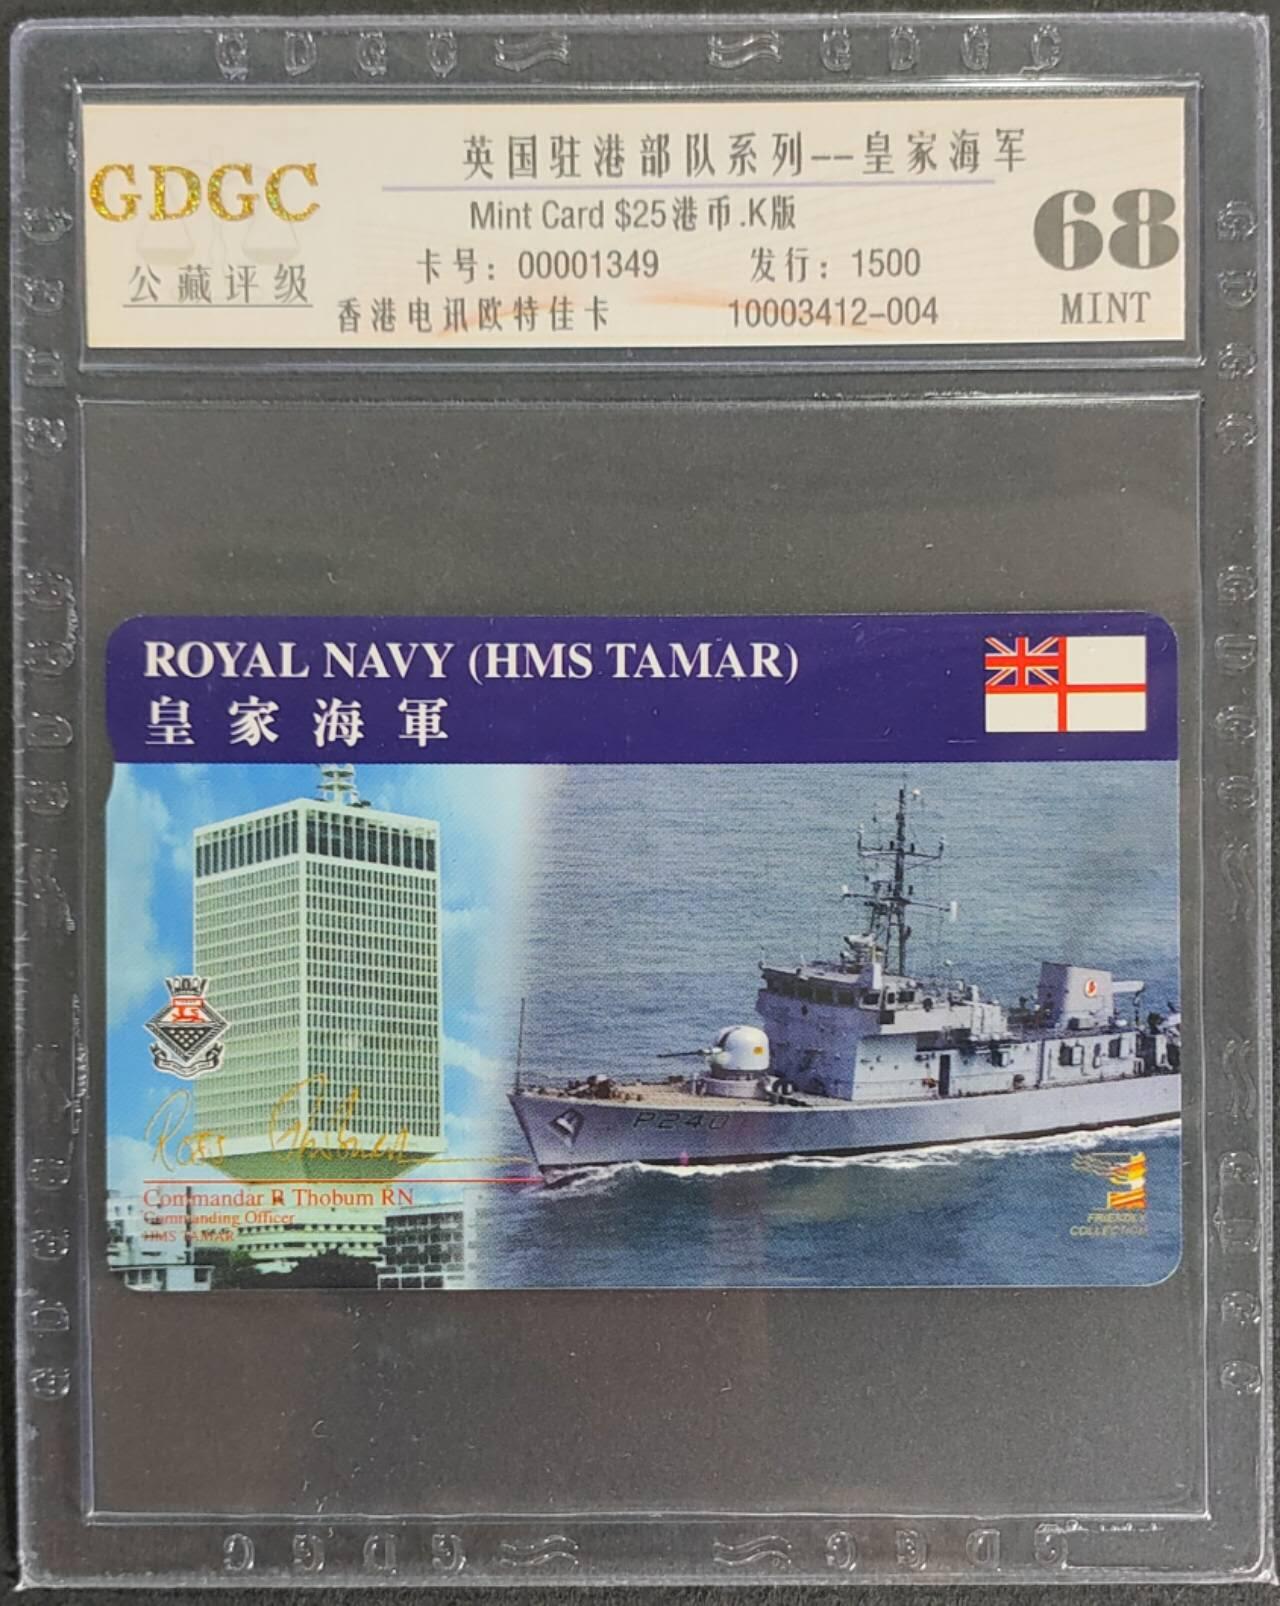 GDGC
公藏评级
英国驻港部队系列--皇家海军
Mint Card $25港币.K版
卡号：00001349 发行：1500
香港电讯欧特佳卡 10003412-004
68
MINT
ROYAL NAVY (HMS TAMAR)
皇家海軍
P240
Commandar R Thobum RN
Commanding Officer
HMS TAMAR
FRIENDLY
COLLECTION